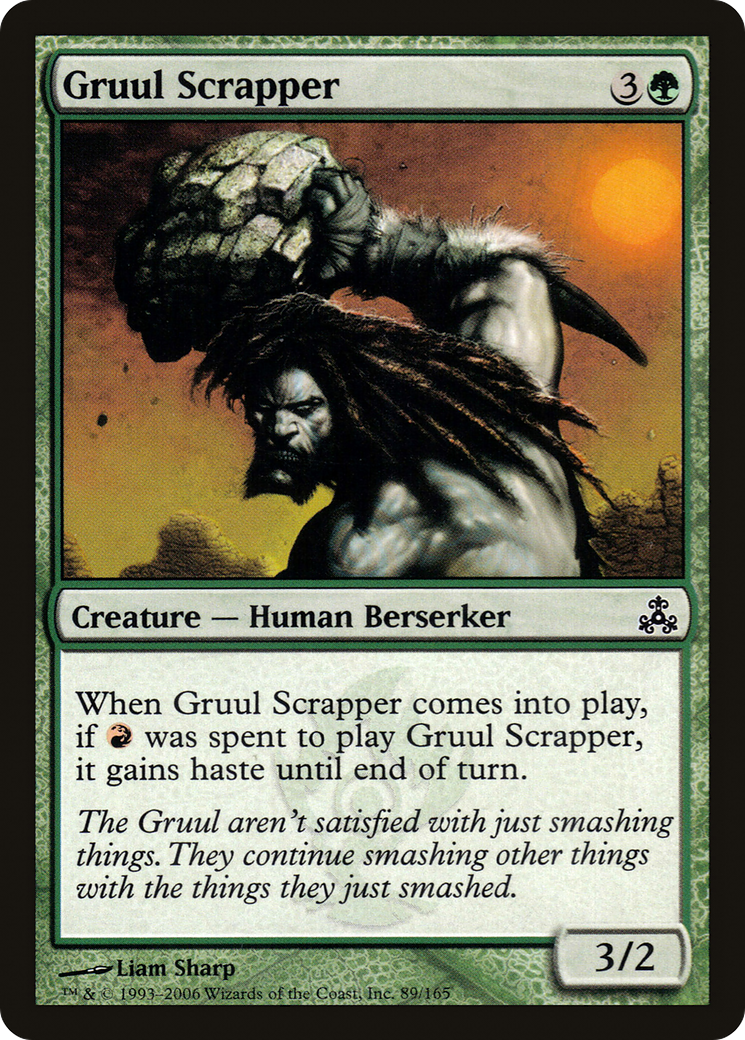 Gruul Scrapper 3
Creature — Human Berserker
When Gruul Scrapper comes into play,
if was spent to play Gruul Scrapper,
it gains haste until end of turn.
The Gruul aren't satisfied with just smashing
things. They continue smashing other things
with the things they just smashed.
3/2
Liam Sharp
™ & © 1993–2006 Wizards of the Coast, Inc. 89/165